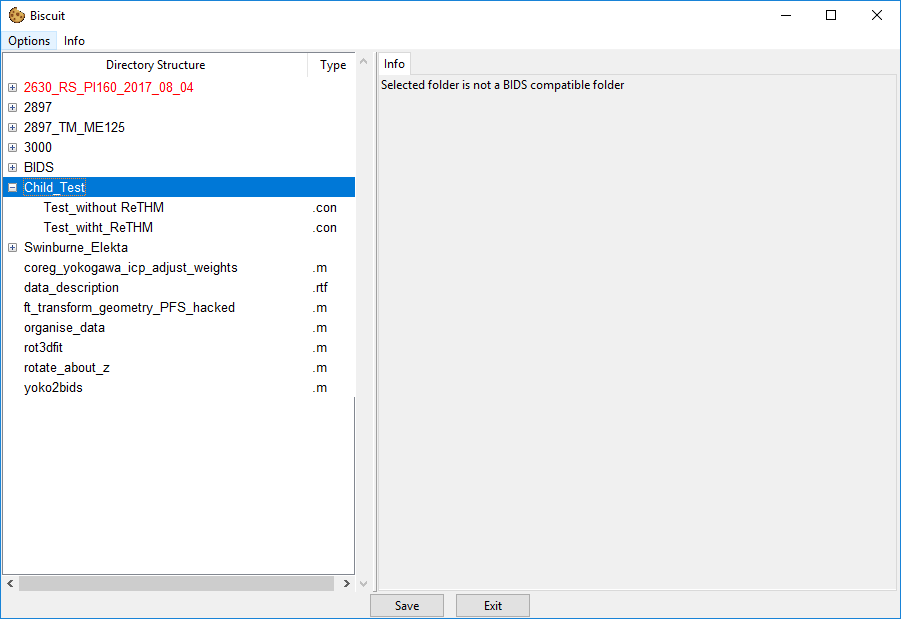 Biscuit
Options Info
Directory Structure Type
2630_RS_PI160_2017_08_04
2897
2897_TM_ME125
3000
BIDS
Child_Test
Test_without ReTHM .con
Test_witht_ReTHM .con
Swinburne_Elekta
coreg_yokogawa_icp_adjust_weights .m
data_description .rtf
ft_transform_geometry_PFS_hacked .m
organise_data .m
rot3dfit .m
rotate_about_z .m
yoko2bids .m
Info
Selected folder is not a BIDS compatible folder
Save Exit